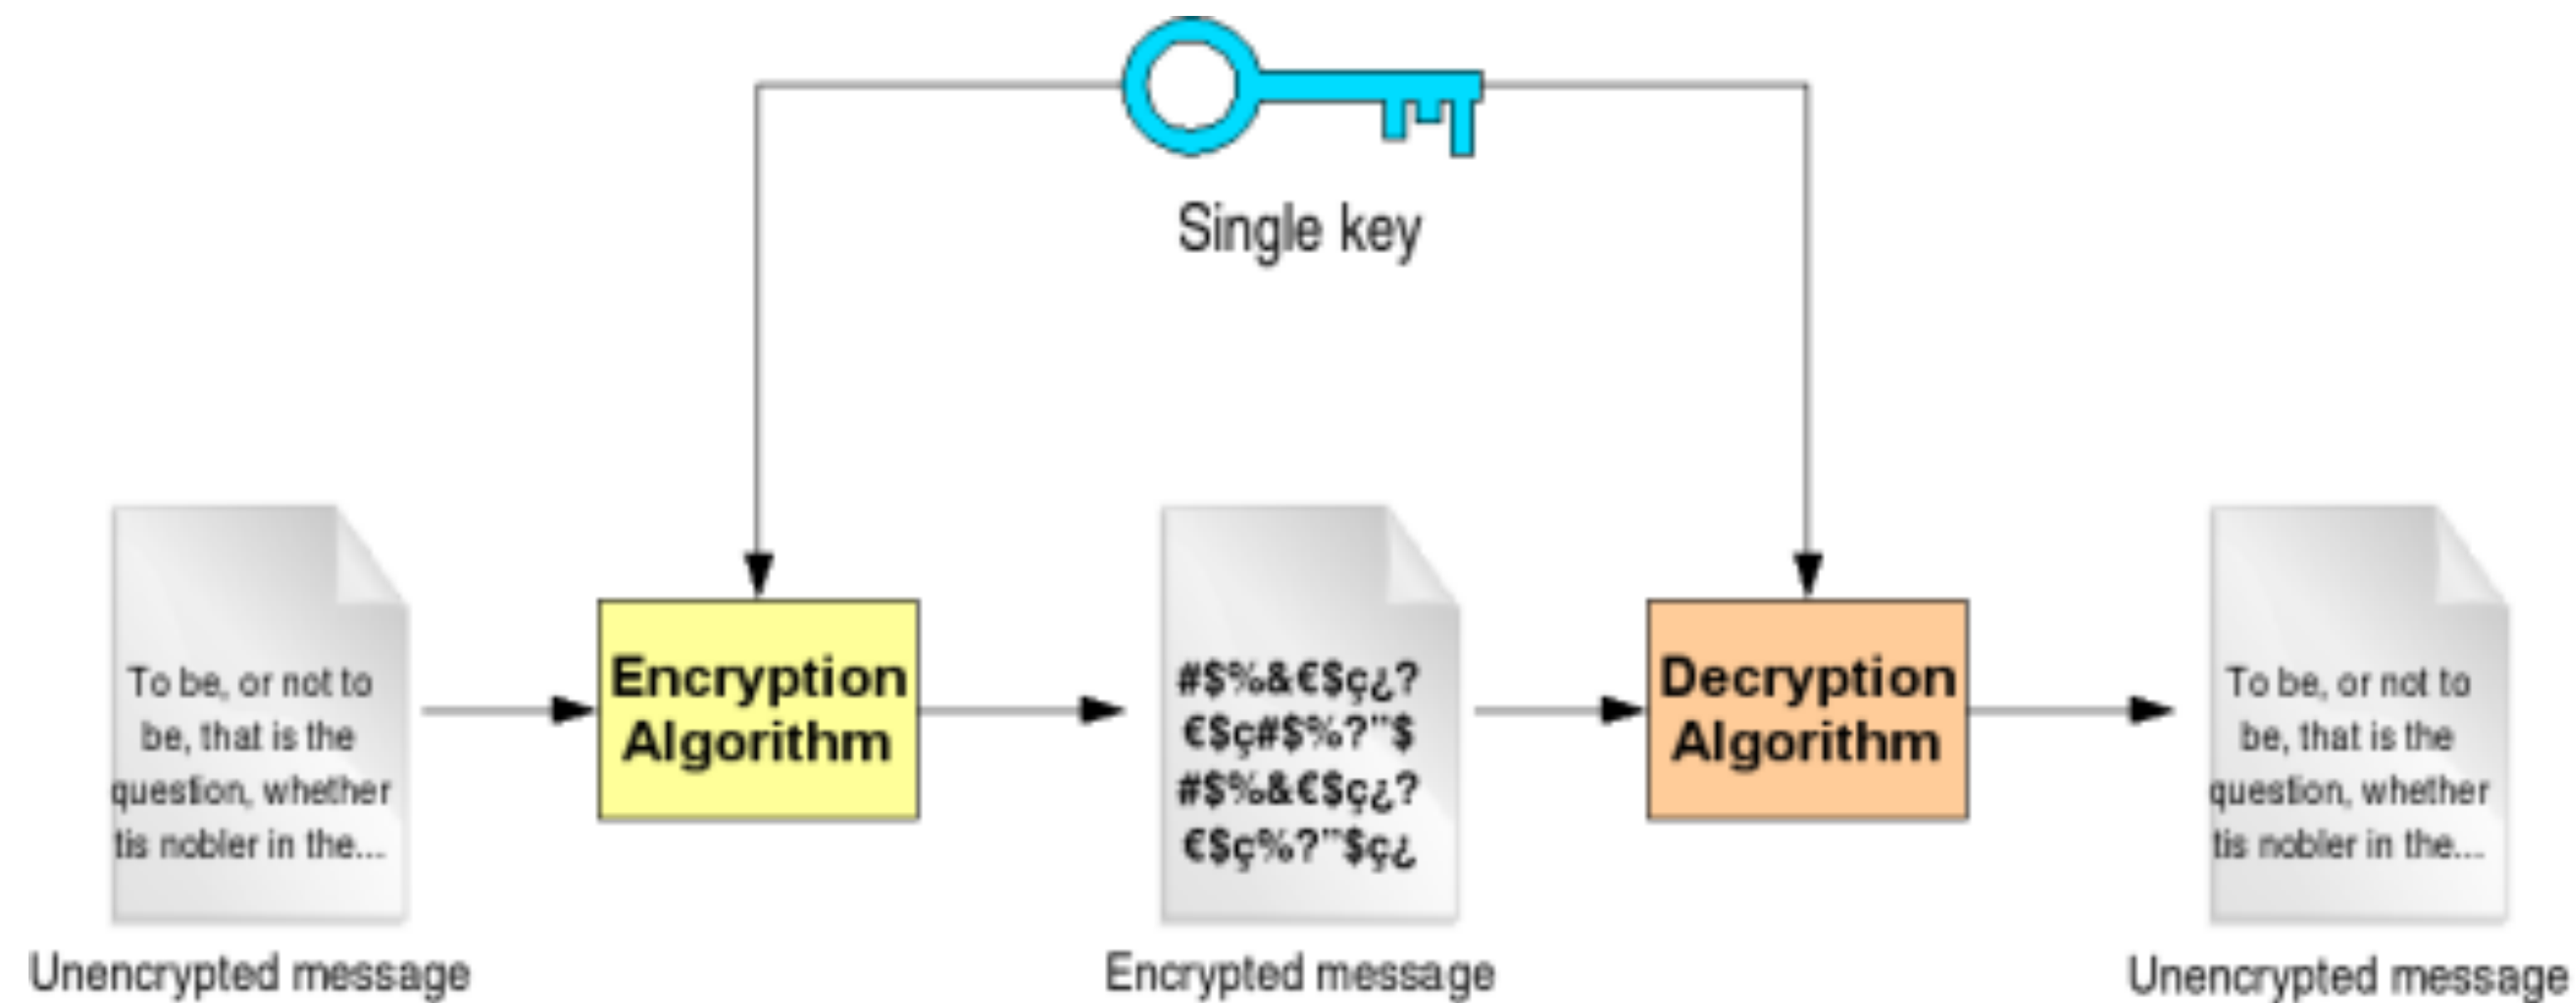 Single key
To be, or not to
be, that is the
question, whether
tis nobler in the...
Unencrypted message
Encryption
Algorithm
#$%&€$ç¿?
€$ç#$%?"$
#$%&€$ç¿?
€$ç%?"$ç¿
Encrypted message
Decryption
Algorithm
To be, or not to
be, that is the
question, whether
tis nobler in the...
Unencrypted message